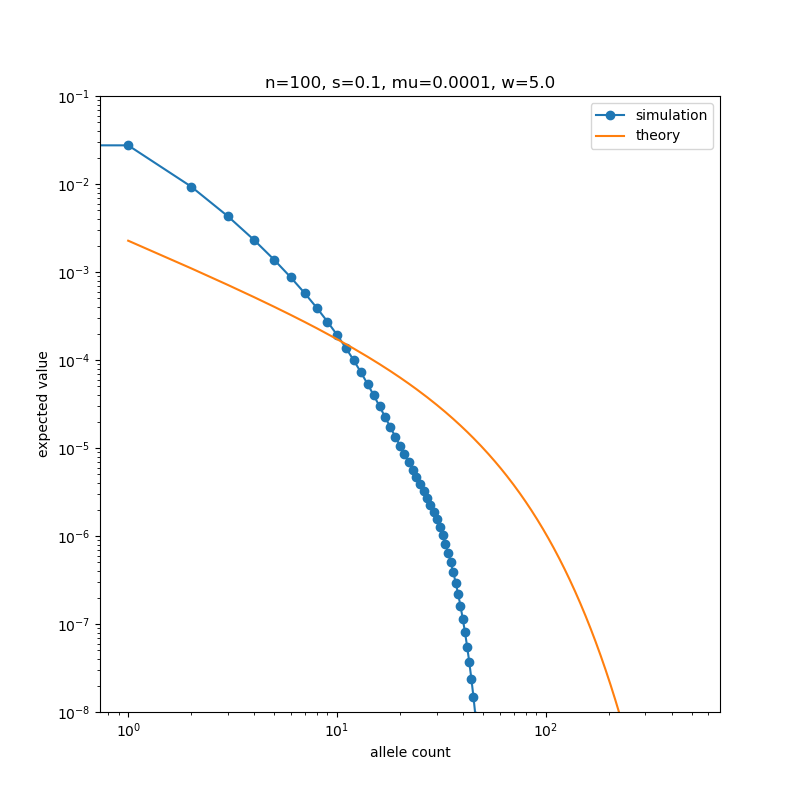 n=100, s=0.1, mu=0.0001, w=5.0
simulation
theory
10⁻¹
10⁻²
10⁻³
10⁻⁴
10⁻⁵
10⁻⁶
10⁻⁷
10⁻⁸
expected value
10⁰ 10¹ 10²
allele count